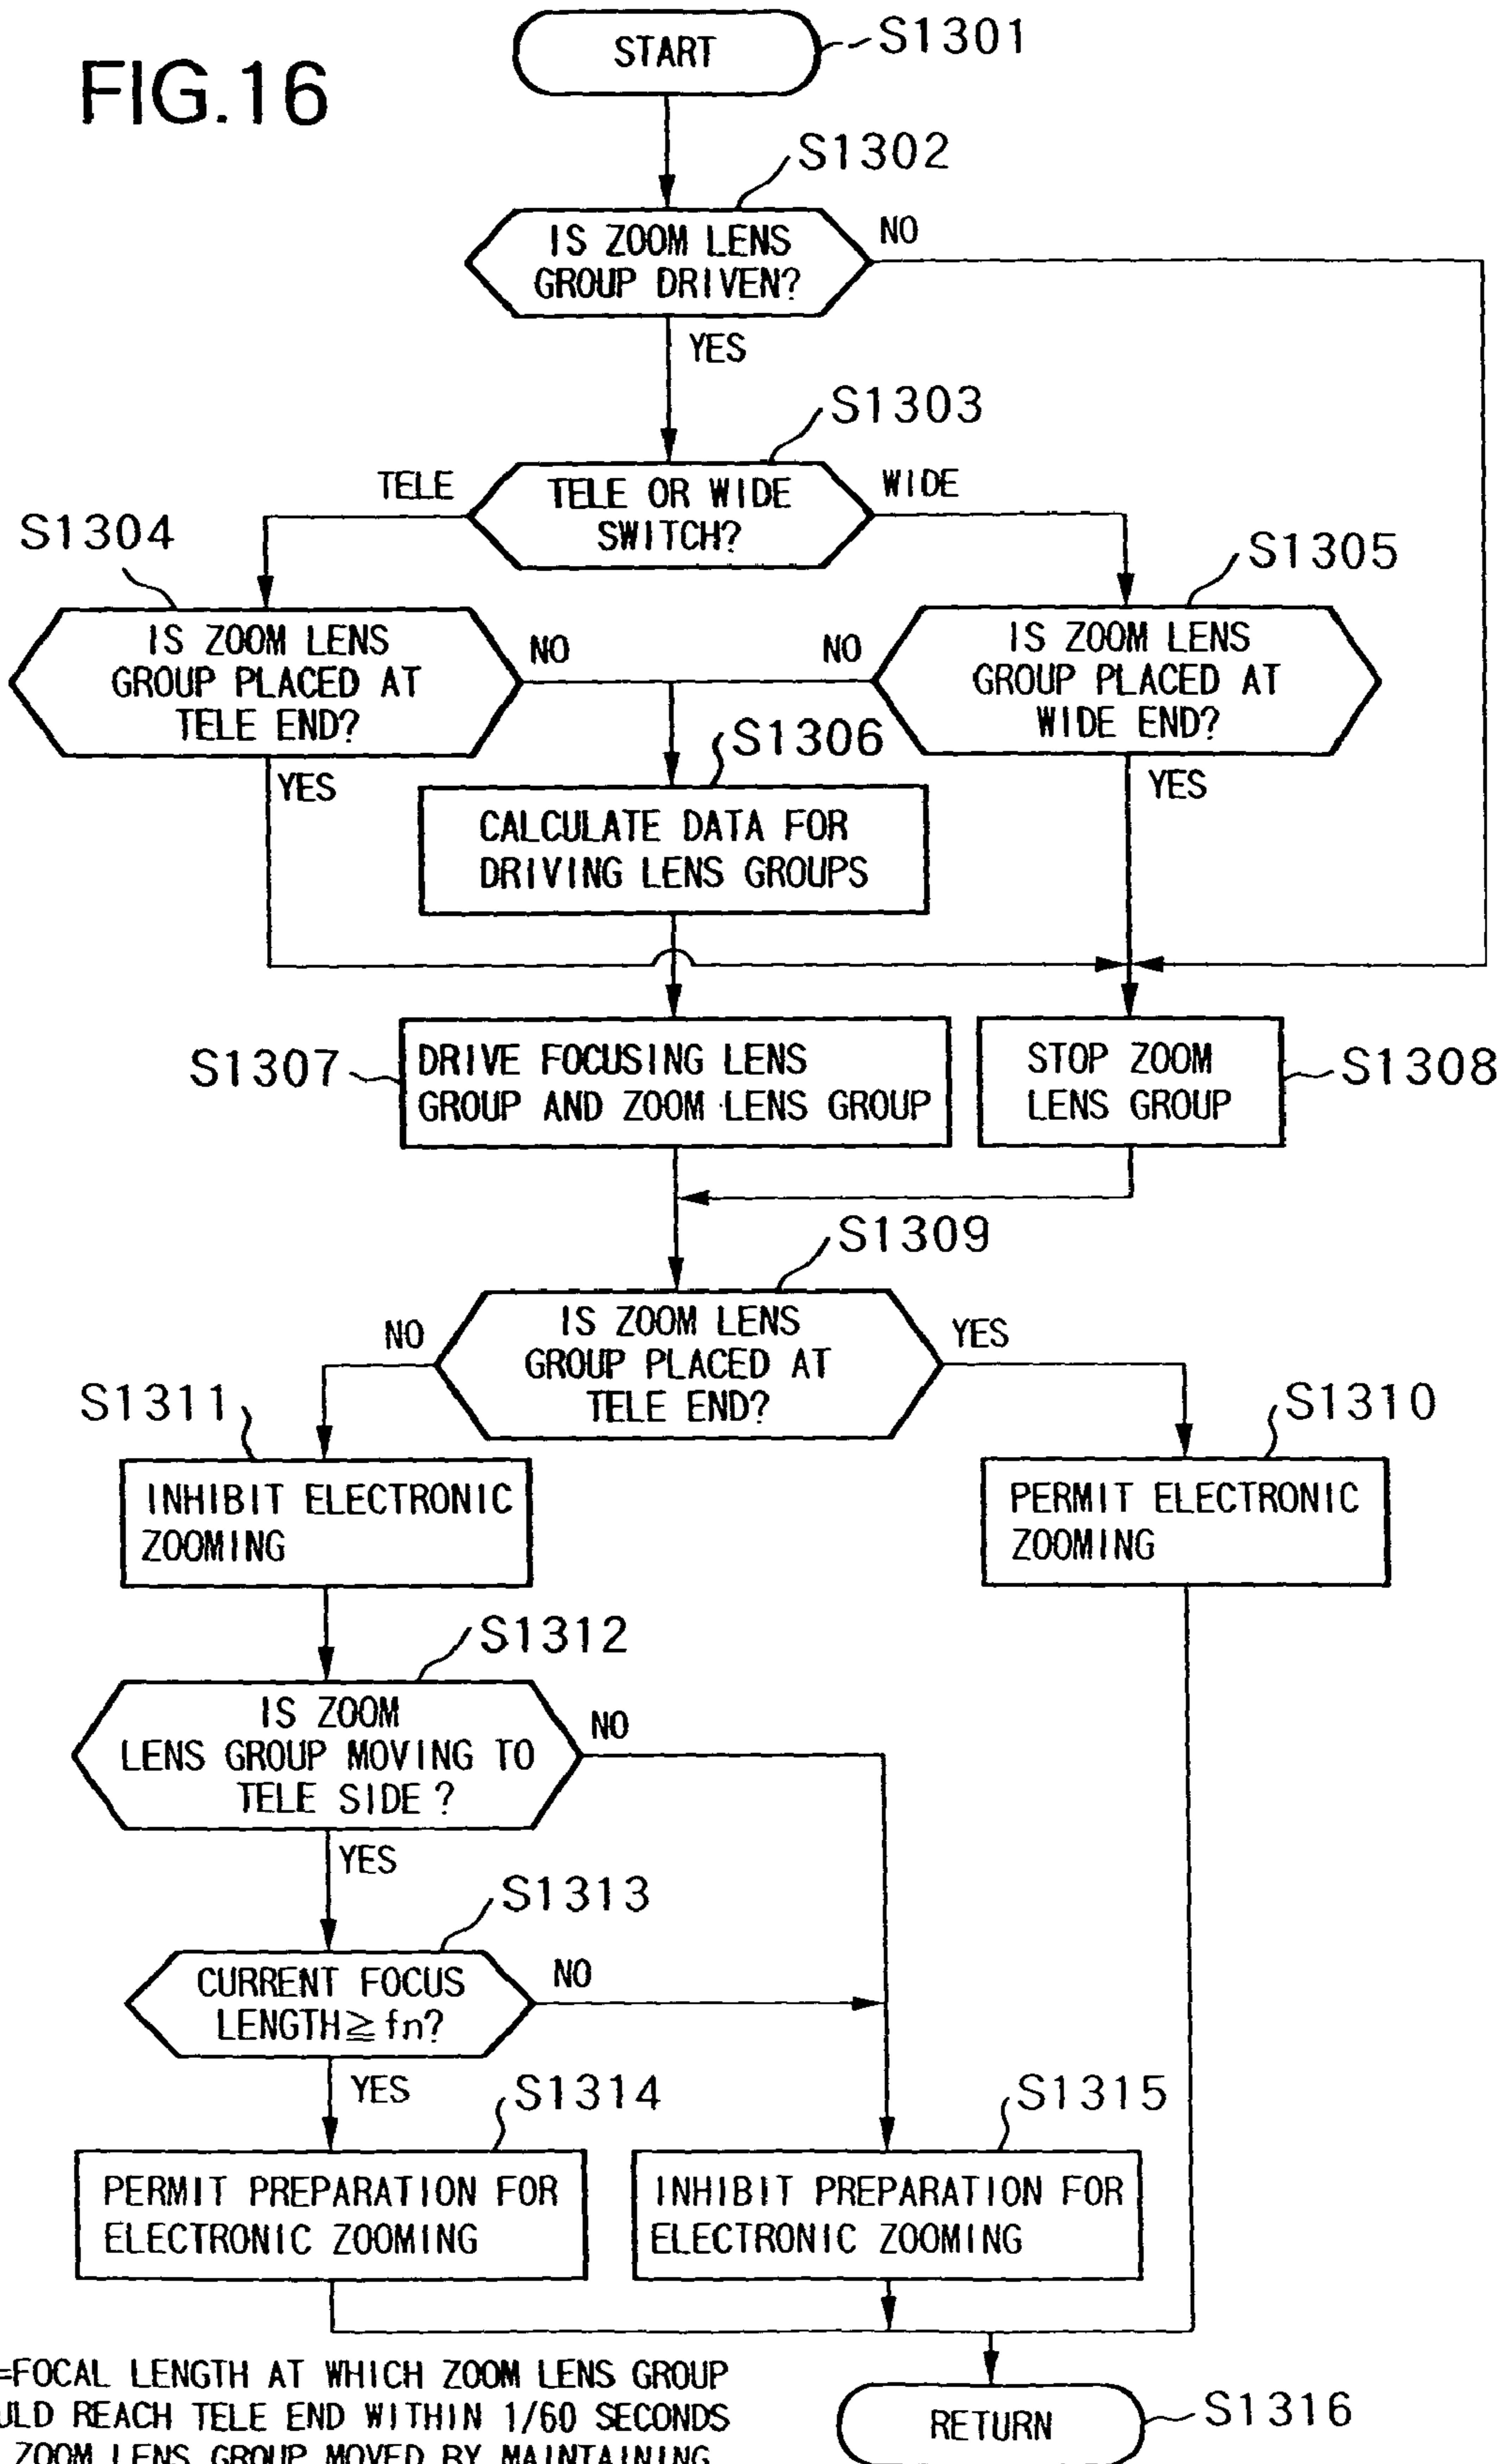 FIG.16
START
S1301
S1302
IS ZOOM LENS
GROUP DRIVEN?
NO
YES
S1303
TELE
TELE OR WIDE
SWITCH?
WIDE
S1304
S1305
IS ZOOM LENS
GROUP PLACED AT
TELE END?
NO
NO
IS ZOOM LENS
GROUP PLACED AT
WIDE END?
YES
S1306
YES
CALCULATE DATA FOR
DRIVING LENS GROUPS
S1307
DRIVE FOCUSING LENS
GROUP AND ZOOM LENS GROUP
STOP ZOOM
LENS GROUP
S1308
S1309
NO
IS ZOOM LENS
GROUP PLACED AT
TELE END?
YES
S1311
S1310
INHIBIT ELECTRONIC
ZOOMING
PERMIT ELECTRONIC
ZOOMING
S1312
IS ZOOM
LENS GROUP MOVING TO
TELE SIDE ?
NO
YES
S1313
CURRENT FOCUS
LENGTH≧fn?
NO
YES
S1314
S1315
PERMIT PREPARATION FOR
ELECTRONIC ZOOMING
INHIBIT PREPARATION FOR
ELECTRONIC ZOOMING
=FOCAL LENGTH AT WHICH ZOOM LENS GROUP
REACH TELE END WITHIN 1/60 SECONDS
ZOOM LENS GROUP MOVED BY MAINTAINING
RETURN
S1316